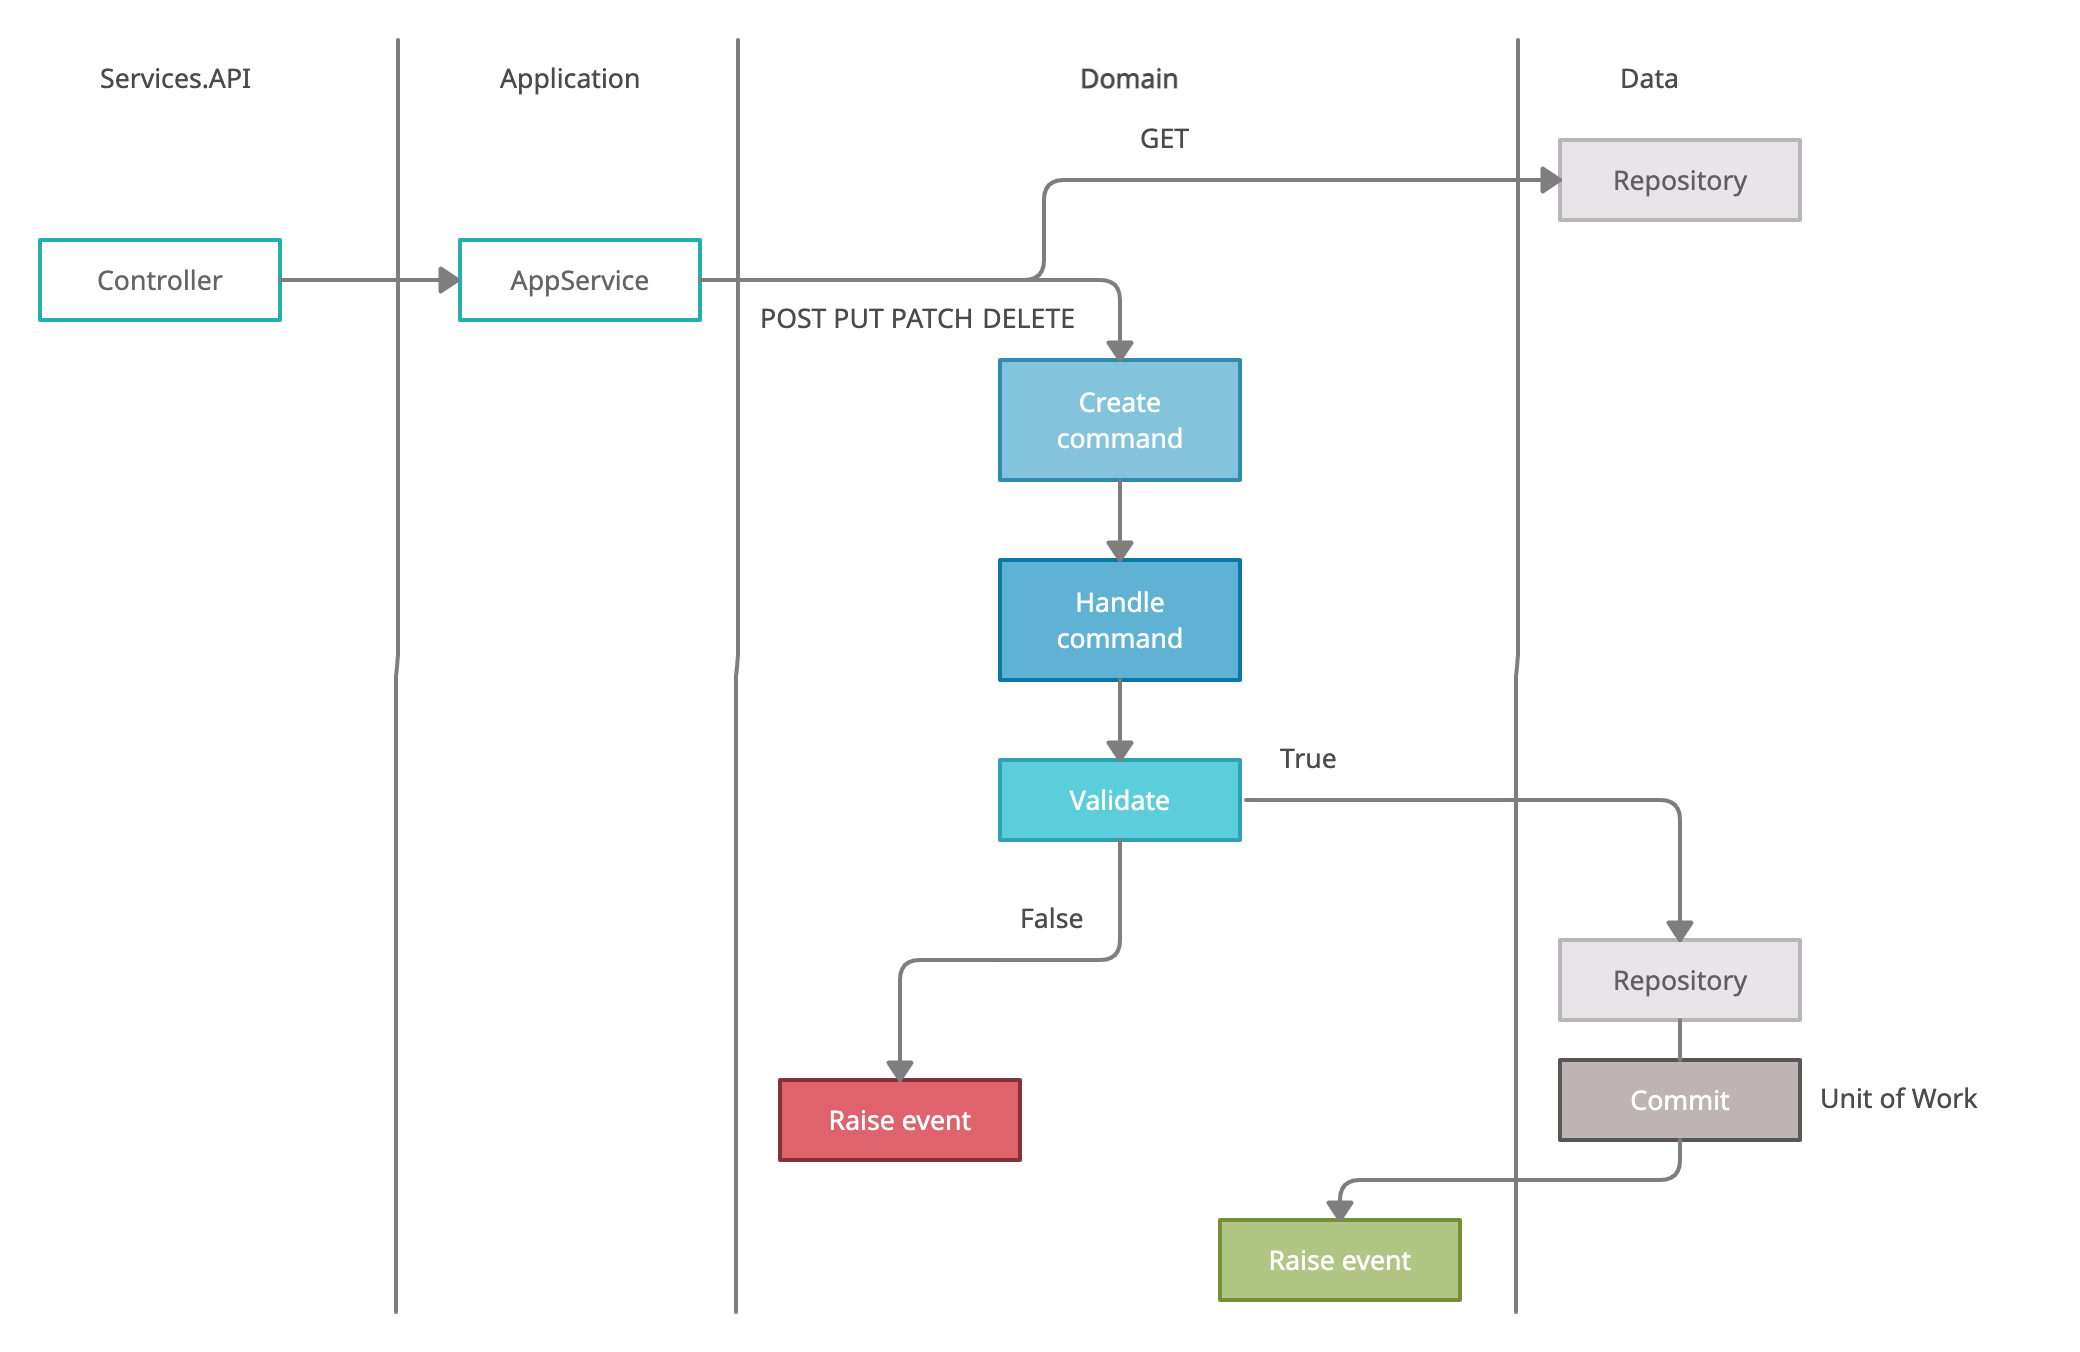 Services.API
Application
Domain
Data
GET
Repository
Controller
AppService
POST PUT PATCH DELETE
Create
command
Handle
command
True
Validate
False
Repository
Commit
Unit of Work
Raise event
Raise event